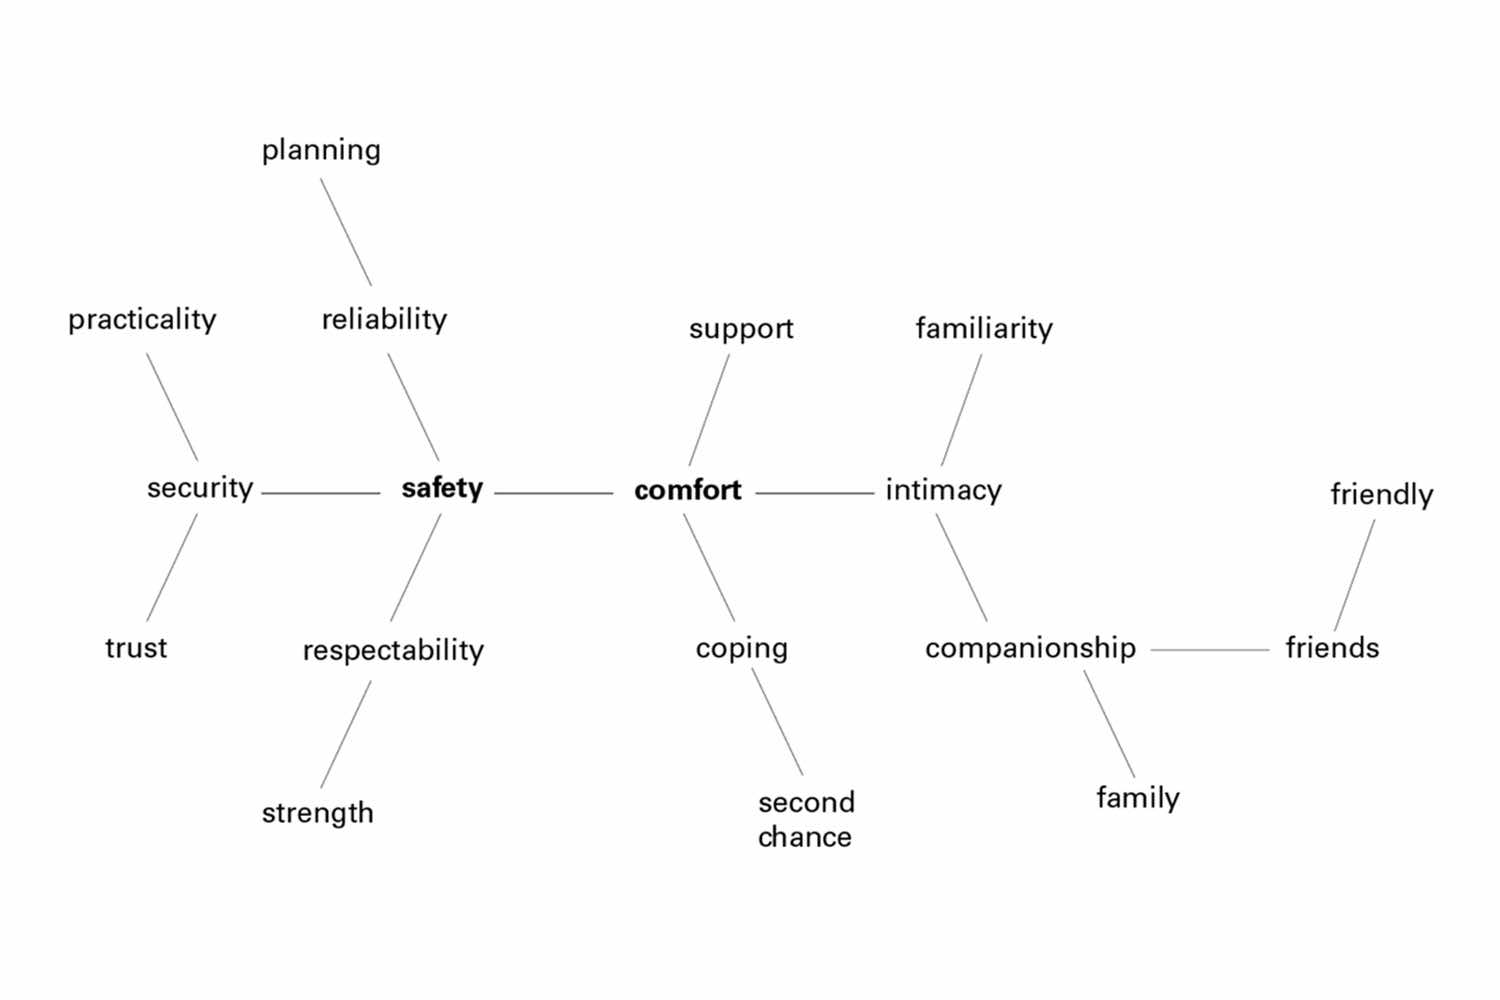 planning
practicality
reliability
support
familiarity
security
safety
comfort
intimacy
friendly
trust
respectability
coping
companionship
friends
strength
second
chance
family